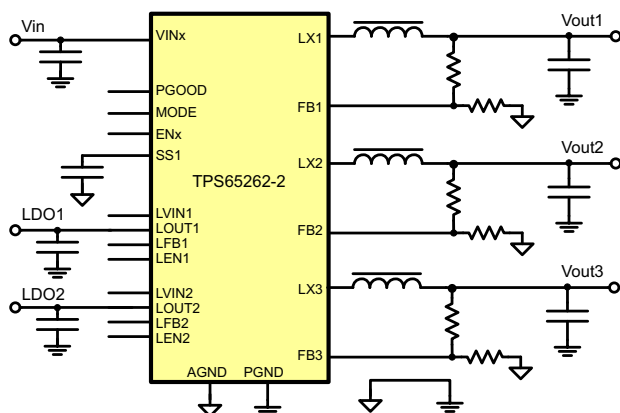 Vin
VINx
LX1
Vout1
PGOOD
MODE
ENx
SS1
FB1
TPS65262-2
LX2
Vout2
FB2
LDO1
LVIN1
LOUT1
LFB1
LEN1
LDO2
LVIN2
LOUT2
LFB2
LEN2
LX3
Vout3
FB3
AGND
PGND